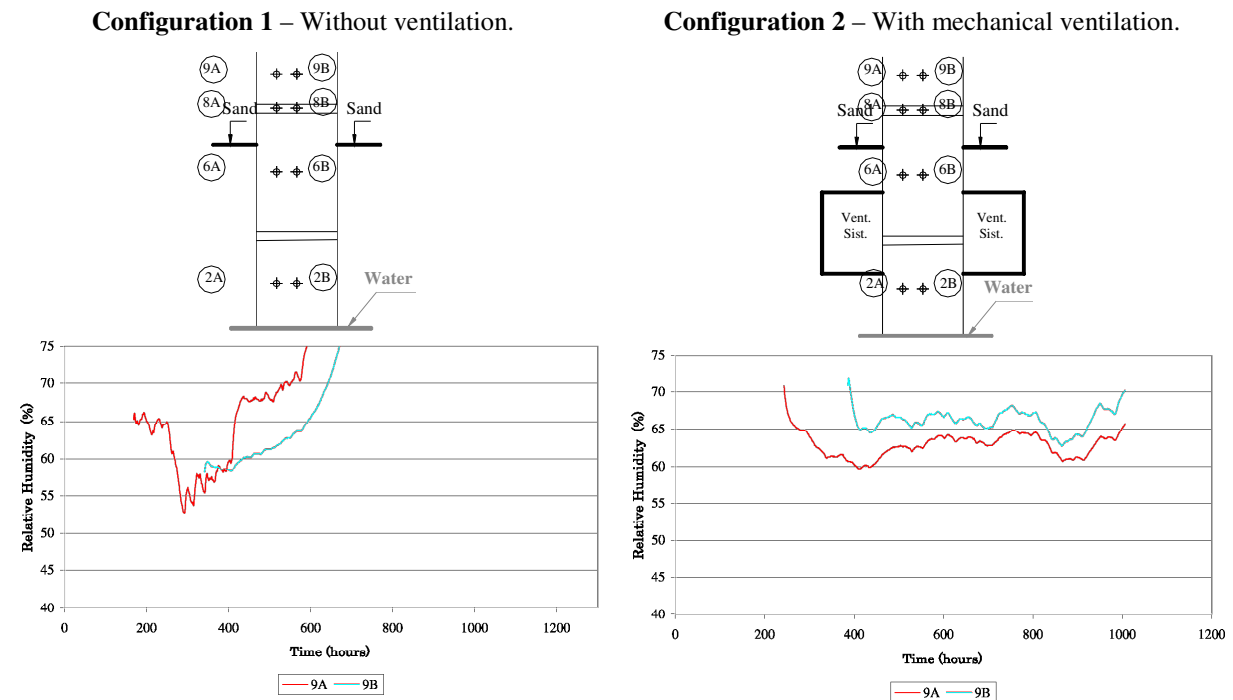 Configuration 1 – Without ventilation.
9A 9B
8A 8B
Sand Sand
6A 6B
2A 2B
Water
75
70
65
60
55
50
45
40
Relative Humidity (%)
0 200 400 600 800 1000 1200
Time (hours)
9A 9B
Configuration 2 – With mechanical ventilation.
9A 9B
8A 8B
Sand Sand
6A 6B
Vent. Sist. Vent. Sist.
2A 2B
Water
75
70
65
60
55
50
45
40
Relative Humidity (%)
0 200 400 600 800 1000 1200
Time (hours)
9A 9B